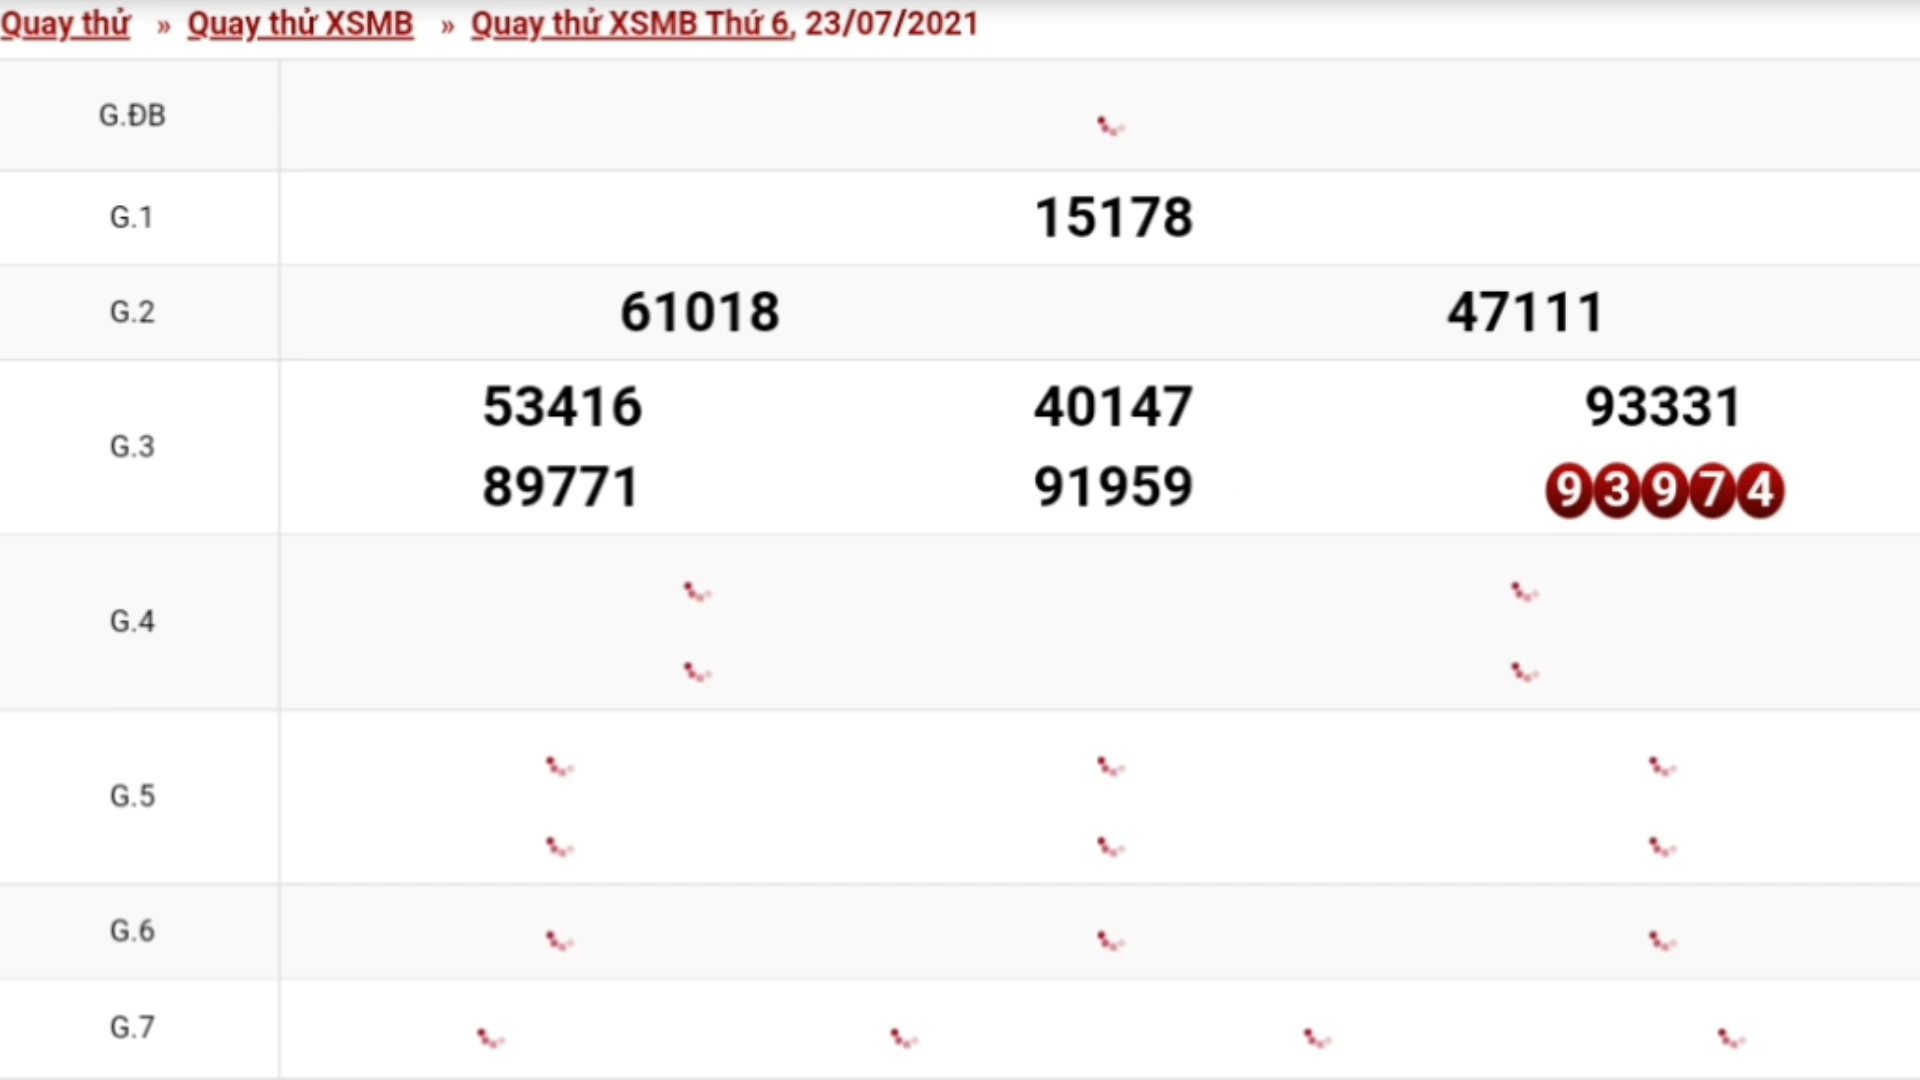 Quay thử » Quay thử XSMB » Quay thử XSMB Thứ 6, 23/07/2021
G.ĐB
G.1 15178
G.2 61018 47111
G.3
53416 40147 93331
89771 91959 93974
G.4
G.5
G.6
G.7